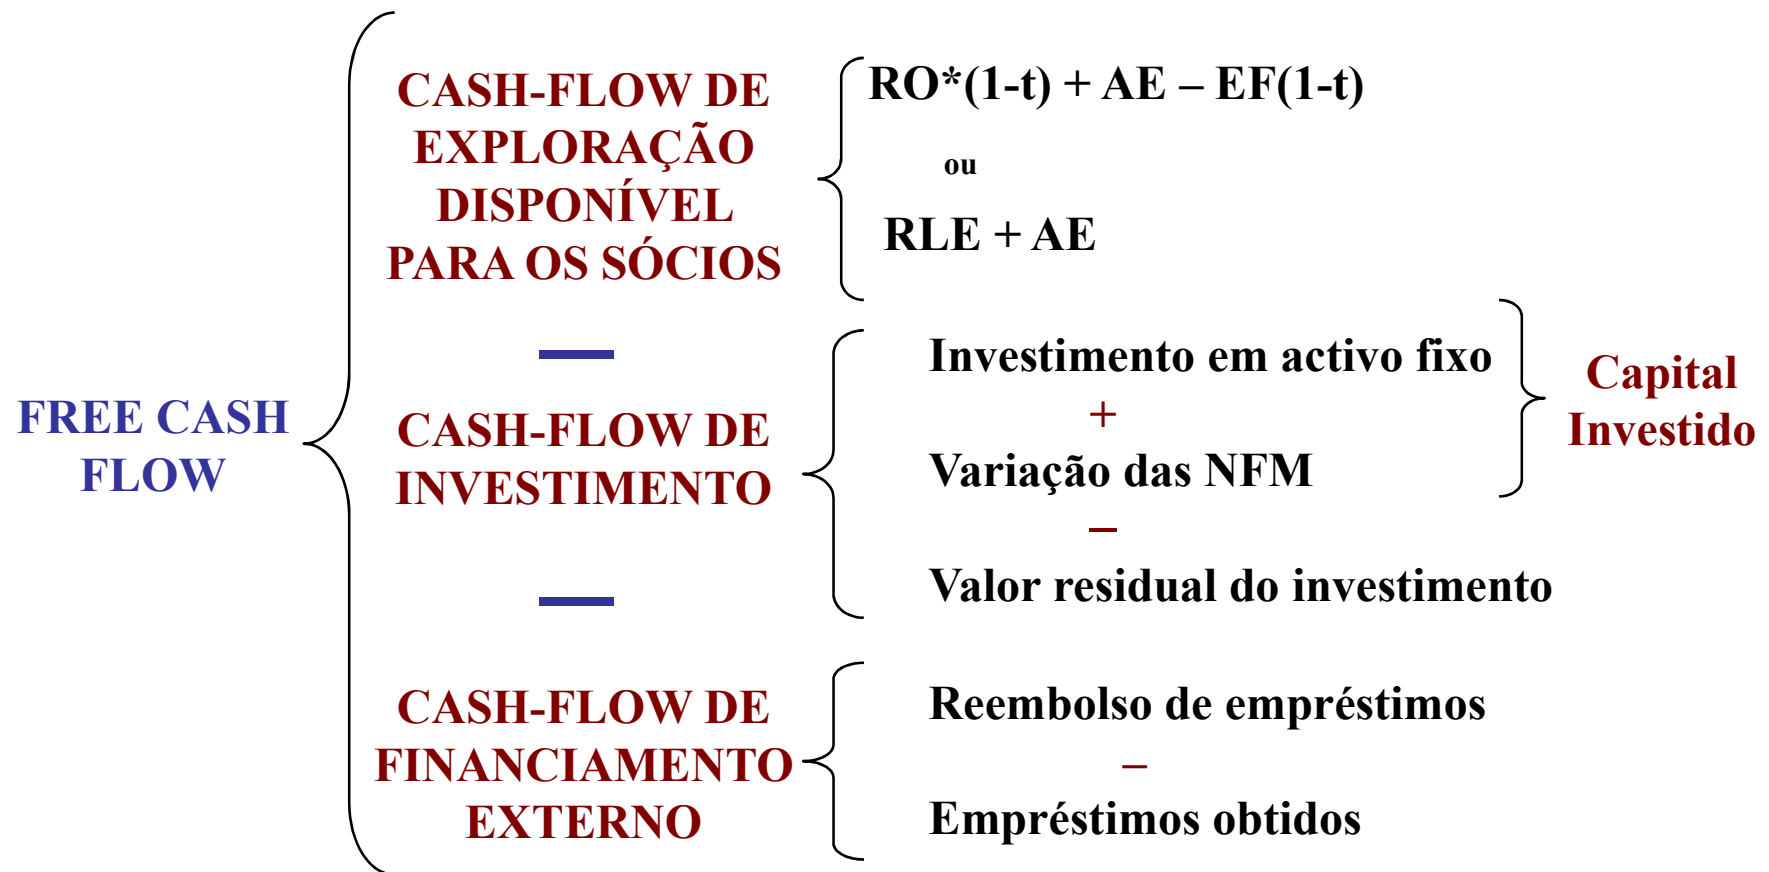 FREE CASH
FLOW
CASH-FLOW DE
EXPLORAÇÃO
DISPONÍVEL
PARA OS SÓCIOS
RO*(1-t) + AE – EF(1-t)
ou
RLE + AE
—
CASH-FLOW DE
INVESTIMENTO
Investimento em activo fixo
+
Variação das NFM
–
Valor residual do investimento
Capital
Investido
—
CASH-FLOW DE
FINANCIAMENTO
EXTERNO
Reembolso de empréstimos
–
Empréstimos obtidos